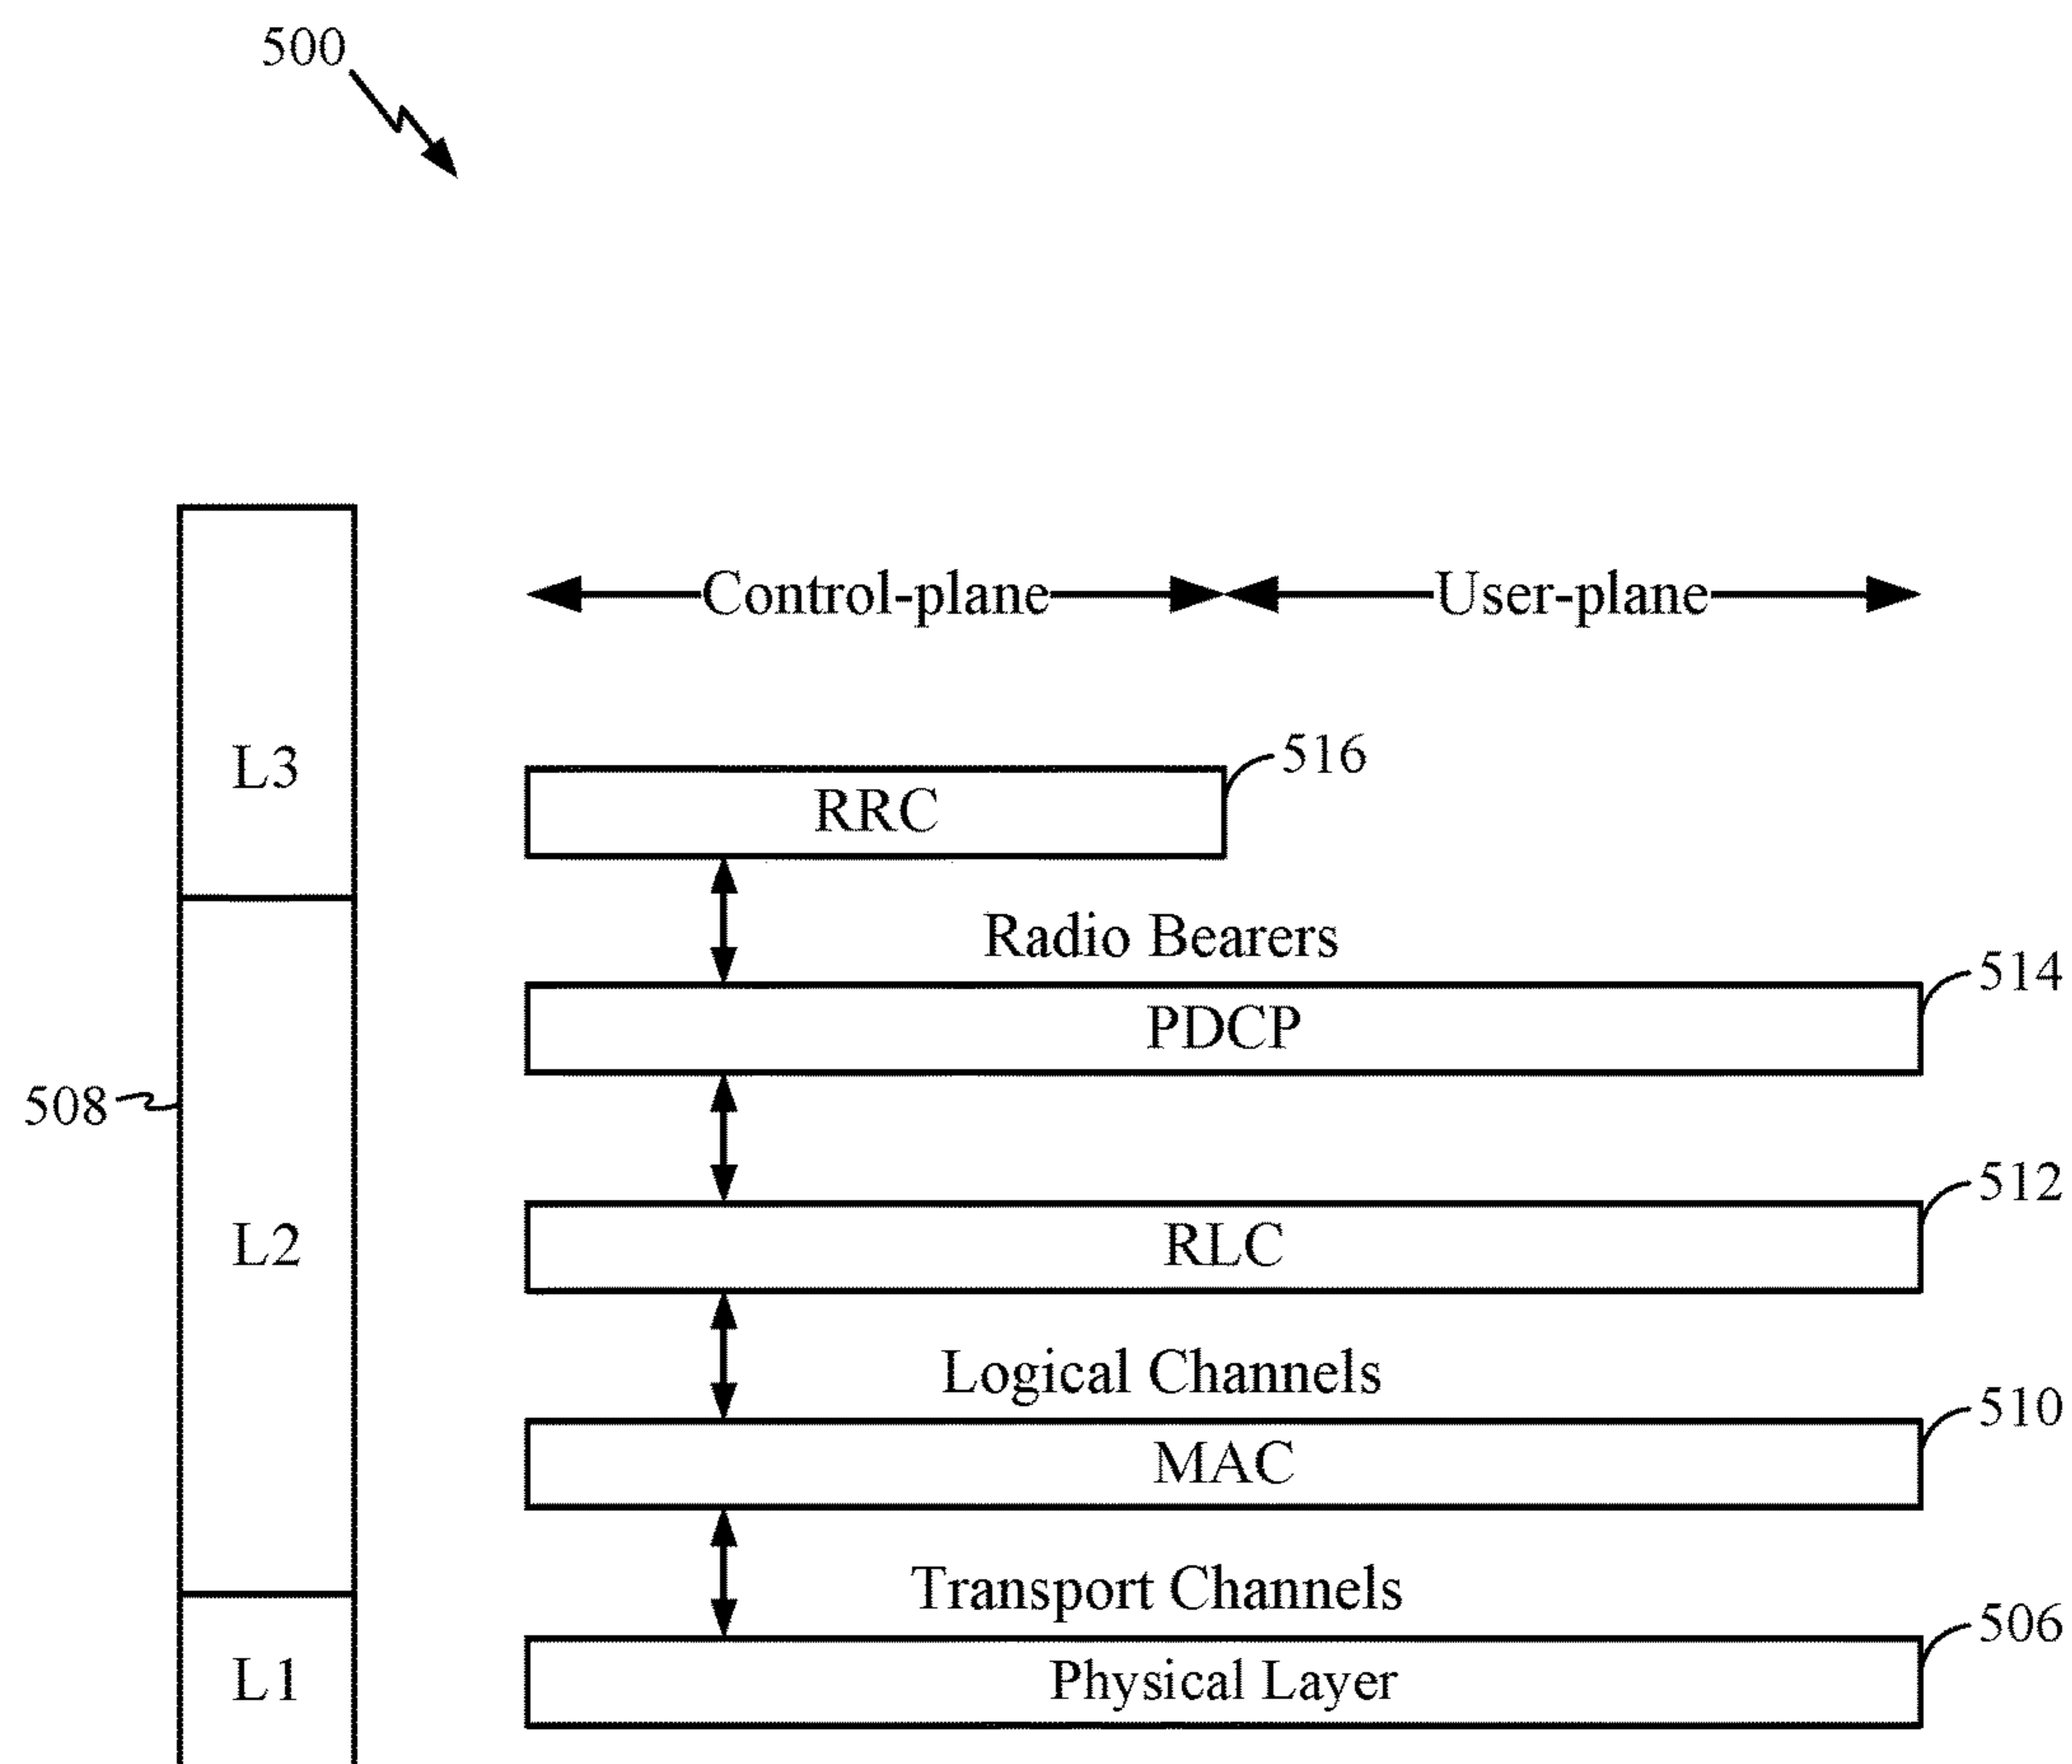 500
Control-plane User-plane
L3
516
RRC
Radio Bearers
514
PDCP
508
512
L2
RLC
Logical Channels
510
MAC
Transport Channels
506
L1
Physical Layer